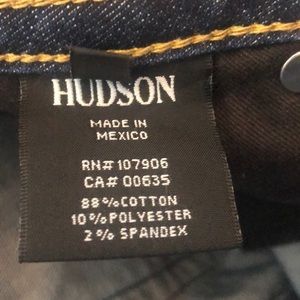 HUDSON
MADE IN
MEXICO
RN# 107906
CA# 00635
88%COTTON
10%POLYESTER
2% SPANDEX